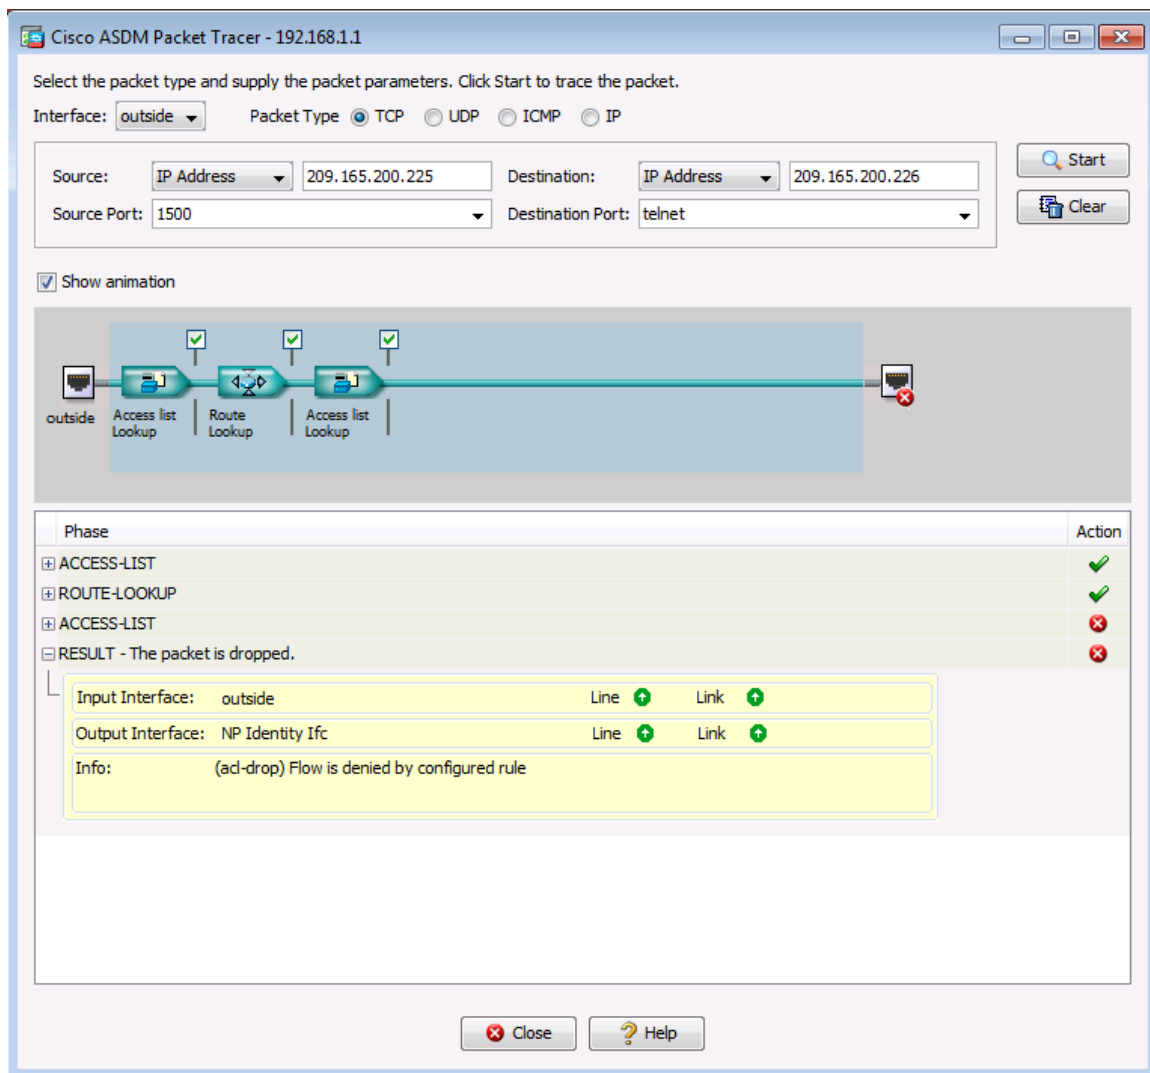 Cisco ASDM Packet Tracer - 192.168.1.1
Select the packet type and supply the packet parameters. Click Start to trace the packet.
Interface: outside Packet Type TCP UDP ICMP IP
Source: IP Address 209.165.200.225 Destination: IP Address 209.165.200.226 Start
Source Port: 1500 Destination Port: telnet Clear
Show animation
outside Access list Route Access list
Lookup Lookup Lookup
Phase Action
ACCESS-LIST
ROUTE-LOOKUP
ACCESS-LIST
RESULT - The packet is dropped.
Input Interface: outside Line Link
Output Interface: NP Identity Ifc Line Link
Info: (acl-drop) Flow is denied by configured rule
Close Help